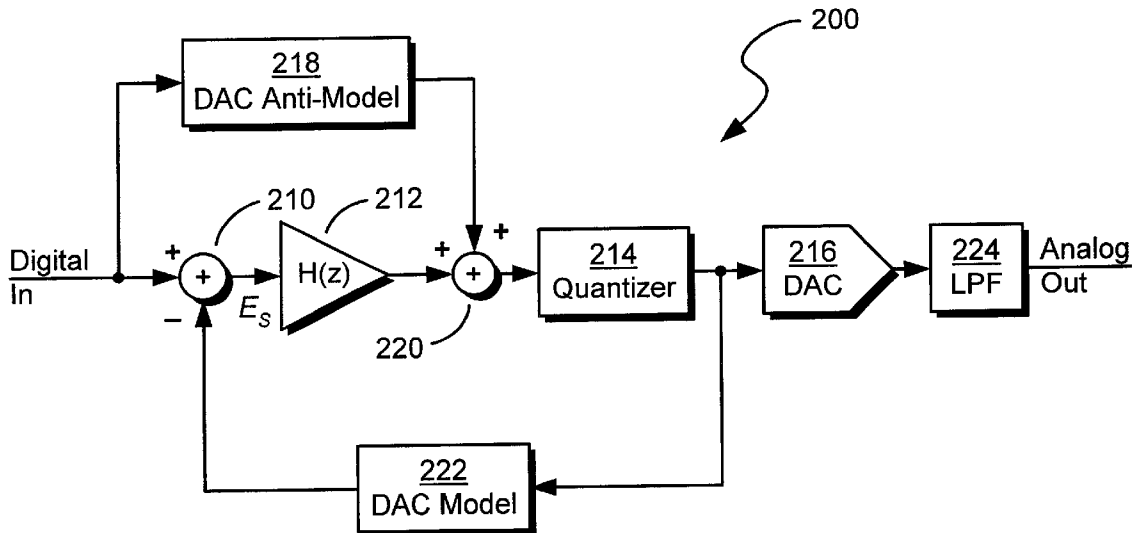 200
218
DAC Anti-Model
210
212
Digital
In
+
+
−
E_S
H(z)
+
+
+
220
214
Quantizer
216
DAC
224
LPF
Analog
Out
222
DAC Model